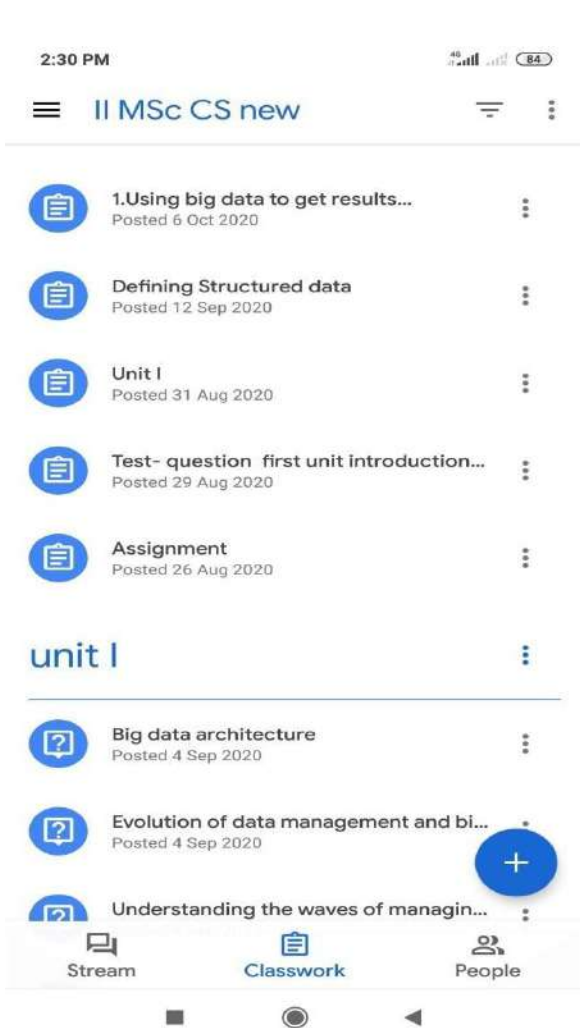 2:30 PM 4G 84
II MSc CS new
1.Using big data to get results...
Posted 6 Oct 2020
Defining Structured data
Posted 12 Sep 2020
Unit I
Posted 31 Aug 2020
Test- question first unit introduction...
Posted 29 Aug 2020
Assignment
Posted 26 Aug 2020
unit I
Big data architecture
Posted 4 Sep 2020
Evolution of data management and bi...
Posted 4 Sep 2020
Understanding the waves of managin...
Stream Classwork People